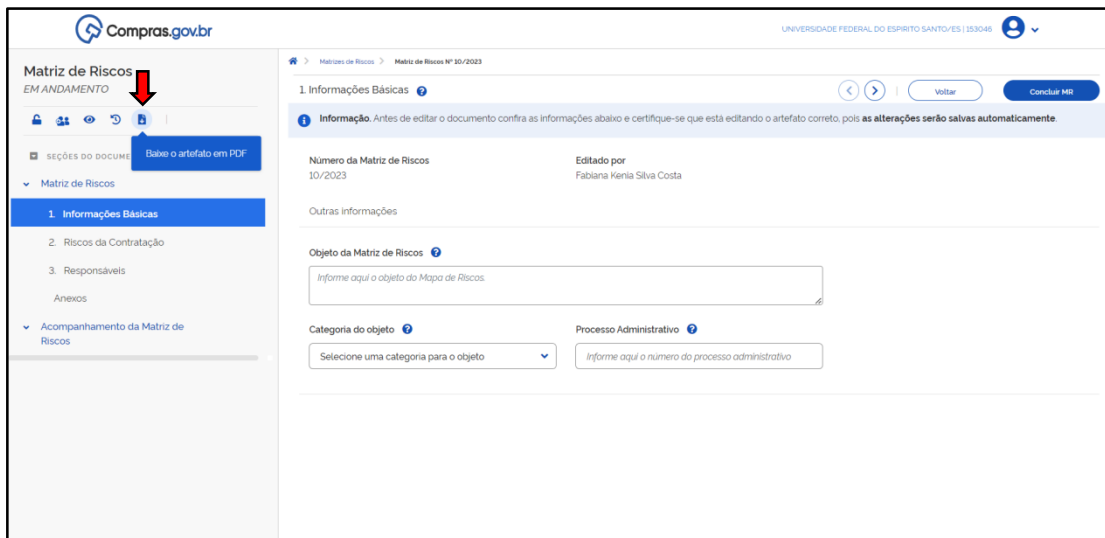 Compras.gov.br
UNIVERSIDADE FEDERAL DO ESPIRITO SANTO/ES | 153046
Matriz de Riscos
EM ANDAMENTO
Baixe o artefato em PDF
SEÇÕES DO DOCUME
Matriz de Riscos
1. Informações Básicas
2. Riscos da Contratação
3. Responsáveis
Anexos
Acompanhamento da Matriz de
Riscos
Matrizes de Riscos > Matriz de Riscos Nº 10/2023
1. Informações Básicas
Voltar
Concluir MR
Informação. Antes de editar o documento confira as informações abaixo e certifique-se que está editando o artefato correto, pois as alterações serão salvas automaticamente.
Número da Matriz de Riscos
10/2023
Editado por
Fabiana Kenia Silva Costa
Outras informações
Objeto da Matriz de Riscos
Informe aqui o objeto do Mapa de Riscos.
Categoria do objeto
Selecione uma categoria para o objeto
Processo Administrativo
Informe aqui o número do processo administrativo